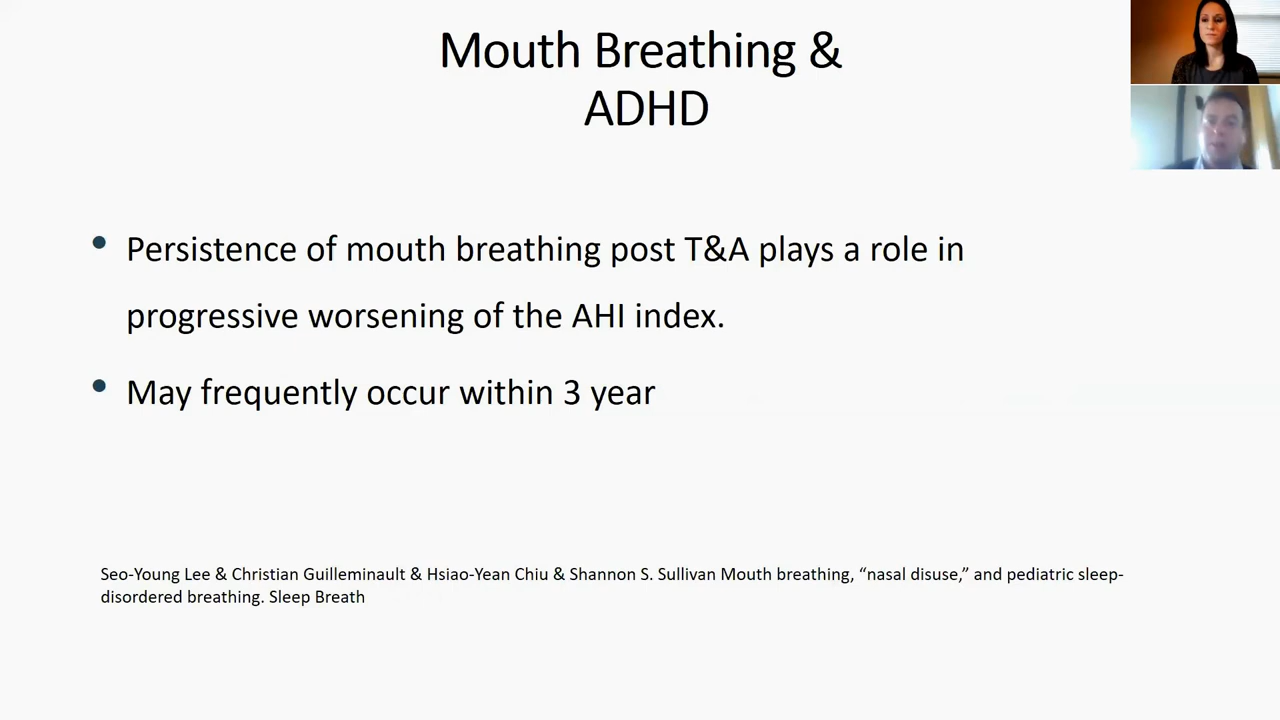 Mouth Breathing &
ADHD
• Persistence of mouth breathing post T&A plays a role in
progressive worsening of the AHI index.
• May frequently occur within 3 year
Seo-Young Lee & Christian Guilleminault & Hsiao-Yean Chiu & Shannon S. Sullivan Mouth breathing, “nasal disuse,” and pediatric sleep-
disordered breathing. Sleep Breath